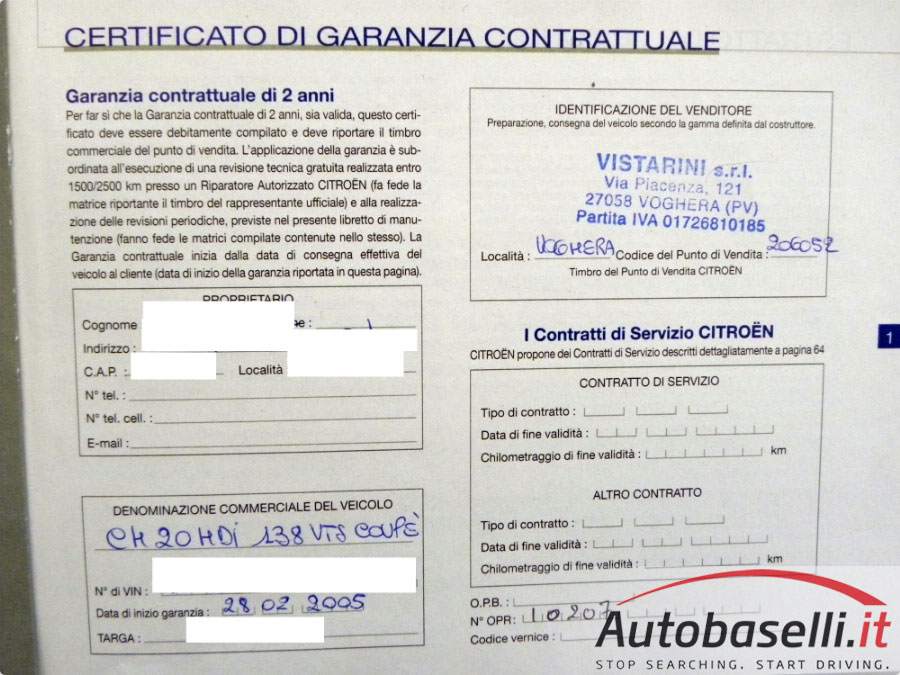 CERTIFICATO DI GARANZIA CONTRATTUALE
Garanzia contrattuale di 2 anni
Per far sì che la Garanzia contrattuale di 2 anni, sia valida, questo certi-
ficato deve essere debitamente compilato e deve riportare il timbro
commerciale del punto di vendita. L'applicazione della garanzia è sub-
ordinata all'esecuzione di una revisione tecnica gratuita realizzata entro
1500/2500 km presso un Riparatore Autorizzato CITROËN (fa fede la
matrice riportante il timbro del rappresentante ufficiale) e alla realizza-
zione delle revisioni periodiche, previste nel presente libretto di manu-
tenzione (fanno fede le matrici compilate contenute nello stesso). La
Garanzia contrattuale inizia dalla data di consegna effettiva del
veicolo al cliente (data di inizio della garanzia riportata in questa pagina).
PROPRIETARIO
Cognome
Indirizzo :
C.A.P. : Località
N° tel. :
N° tel. cell. :
E-mail :
DENOMINAZIONE COMMERCIALE DEL VEICOLO
CH 20HDi 138 VTS COUPÈ
N° di VIN :
Data di inizio garanzia : 28 02 2005
TARGA :
IDENTIFICAZIONE DEL VENDITORE
Preparazione, consegna del veicolo secondo la gamma definita dal costruttore.
VISTARINI s.r.l.
Via Piacenza, 121
27058 VOGHERA (PV)
Partita IVA 01726810185
Località : VOGHERA Codice del Punto di Vendita : 206052
Timbro del Punto di Vendita CITROËN
I Contratti di Servizio CITROËN
CITROËN propone dei Contratti di Servizio descritti dettagliatamente a pagina 64
CONTRATTO DI SERVIZIO
Tipo di contratto :
Data di fine validità :
Chilometraggio di fine validità : km
ALTRO CONTRATTO
Tipo di contratto :
Data di fine validità :
Chilometraggio di fine validità : km
O.P.B. :
N° OPR: 10207
Codice vernice :
1
Autobaselli.it
STOP SEARCHING. START DRIVING.